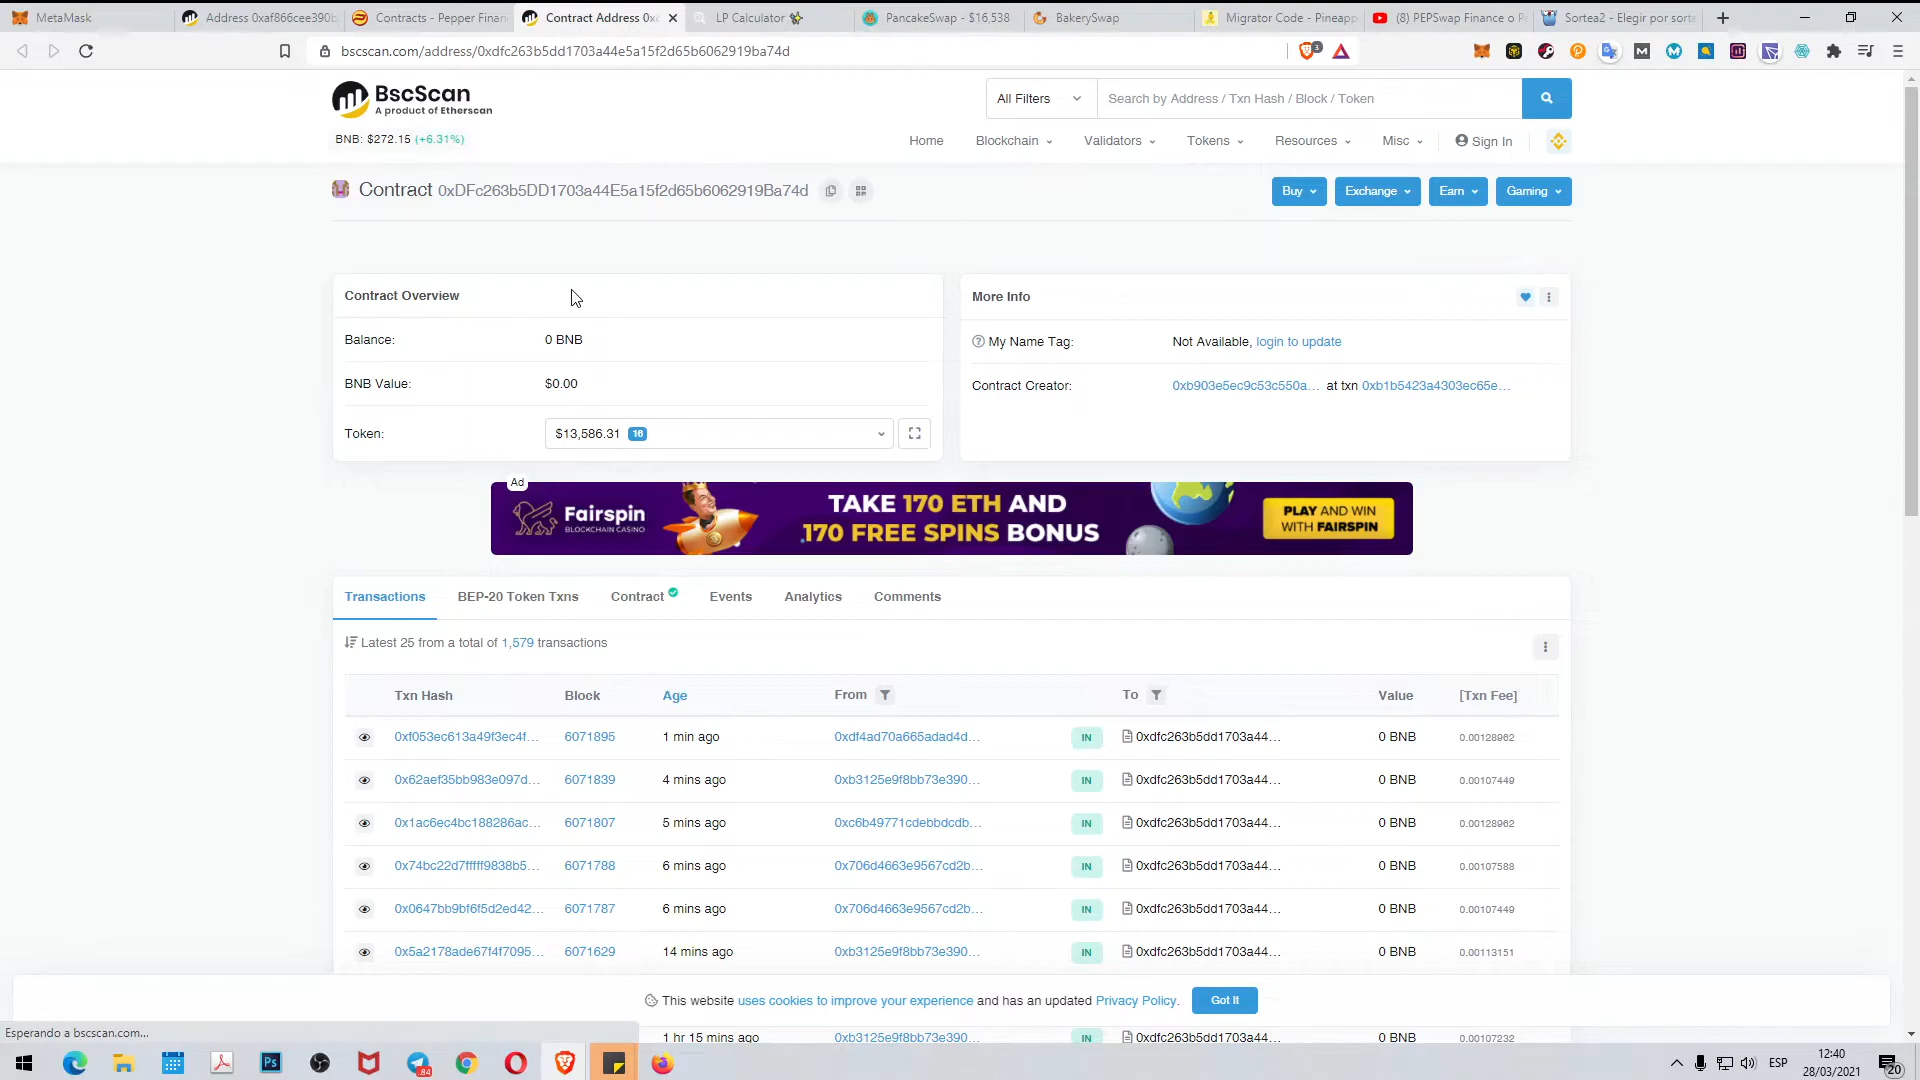 MetaMask
Address 0xaf866cee390b
Contracts - Pepper Finan
Contract Address 0x
LP Calculator
PancakeSwap - $16,538
BakerySwap
Migrator Code - Pineapp
(8) PEPSwap Finance o P
Sortea2 - Elegir por sorte
bscscan.com/address/0xdfc263b5dd1703a44e5a15f2d65b6062919ba74d
3
BscScan
A product of Etherscan
All Filters
Search by Address / Txn Hash / Block / Token
BNB: $272.15 (+6.31%)
Home Blockchain Validators Tokens Resources Misc Sign In
Contract 0xDFc263b5DD1703a44E5a15f2d65b6062919Ba74d
Buy Exchange Earn Gaming
Contract Overview
Balance: 0 BNB
BNB Value: $0.00
Token: $13,586.31 16
More Info
My Name Tag: Not Available, login to update
Contract Creator: 0xb903e5ec9c53c550a... at txn 0xb1b5423a4303ec65e...
Ad
Fairspin
BLOCKCHAIN CASINO
TAKE 170 ETH AND
170 FREE SPINS BONUS
PLAY AND WIN
WITH FAIRSPIN
Transactions BEP-20 Token Txns Contract Events Analytics Comments
Latest 25 from a total of 1,579 transactions
Txn Hash Block Age From To Value [Txn Fee]
0xf053ec613a49f3ec4f... 6071895 1 min ago 0xdf4ad70a665adad4d... IN 0xdfc263b5dd1703a44... 0 BNB 0.00128962
0x62aef35bb983e097d... 6071839 4 mins ago 0xb3125e9f8bb73e390... IN 0xdfc263b5dd1703a44... 0 BNB 0.00107449
0x1ac6ec4bc188286ac... 6071807 5 mins ago 0xc6b49771cdebbdcdb... IN 0xdfc263b5dd1703a44... 0 BNB 0.00128962
0x74bc22d7fffff9838b5... 6071788 6 mins ago 0x706d4663e9567cd2b... IN 0xdfc263b5dd1703a44... 0 BNB 0.00107588
0x0647bb9bf6f5d2ed42... 6071787 6 mins ago 0x706d4663e9567cd2b... IN 0xdfc263b5dd1703a44... 0 BNB 0.00107449
0x5a2178ade67f4f7095... 6071629 14 mins ago 0xb3125e9f8bb73e390... IN 0xdfc263b5dd1703a44... 0 BNB 0.00113151
This website uses cookies to improve your experience and has an updated Privacy Policy. Got It
Esperando a bscscan.com...
1 hr 15 mins ago 0xb3125e9f8bb73e390... IN 0xdfc263b5dd1703a44... 0 BNB 0.00107232
84
ESP
12:40
28/03/2021
20